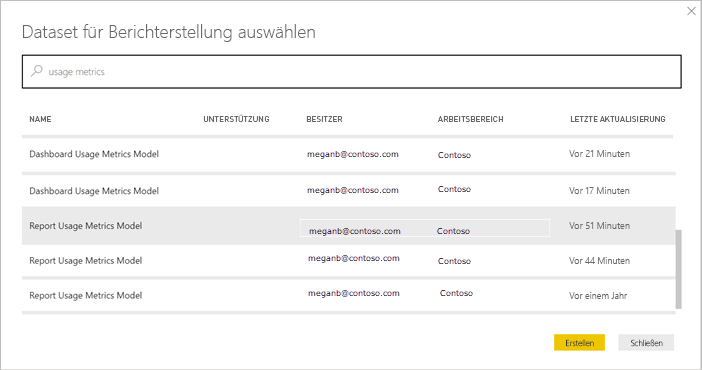 Dataset für Berichterstellung auswählen
usage metrics
NAME UNTERSTÜTZUNG BESITZER ARBEITSBEREICH LETZTE AKTUALISIERUNG
Dashboard Usage Metrics Model meganb@contoso.com Contoso Vor 21 Minuten
Dashboard Usage Metrics Model meganb@contoso.com Contoso Vor 17 Minuten
Report Usage Metrics Model meganb@contoso.com Contoso Vor 51 Minuten
Report Usage Metrics Model meganb@contoso.com Contoso Vor 44 Minuten
Report Usage Metrics Model meganb@contoso.com Contoso Vor einem Jahr
Erstellen Schließen